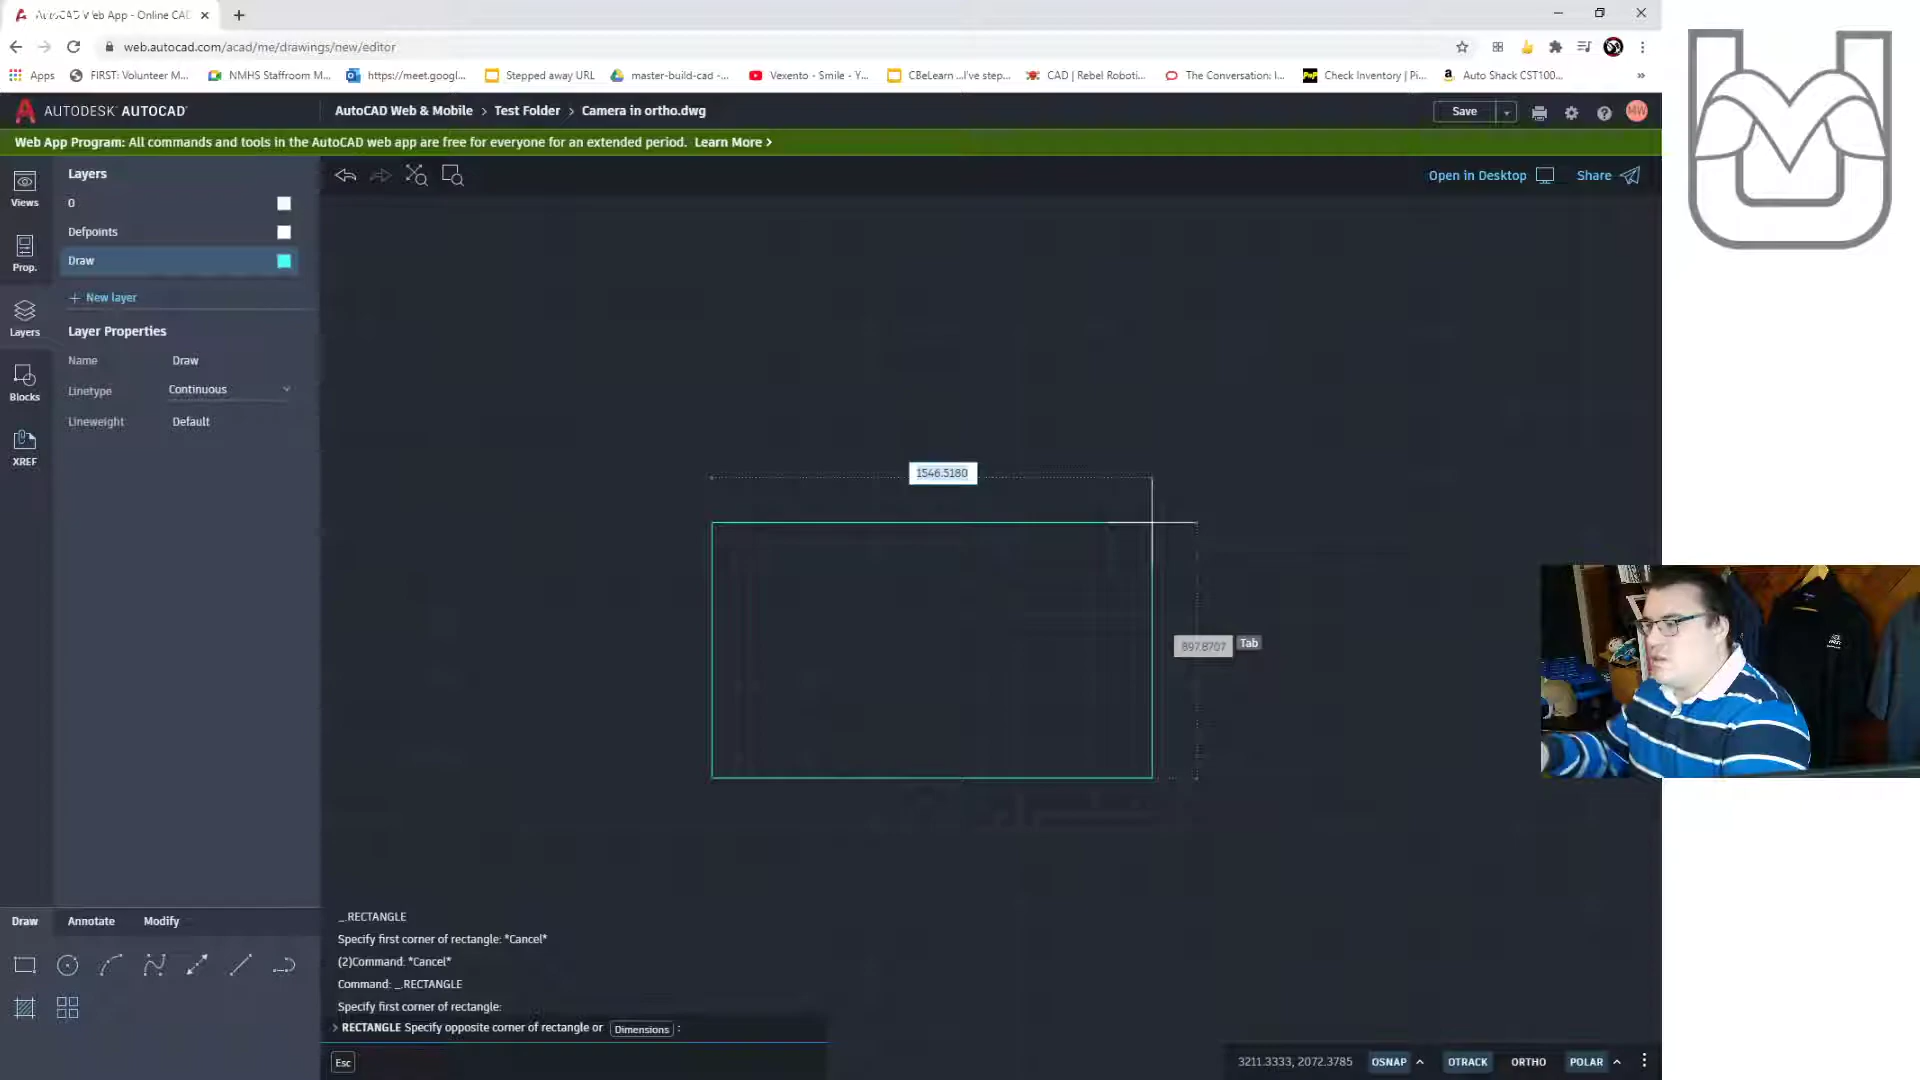 AutoCAD Web App - Online CAD
web.autocad.com/acad/me/drawings/new/editor
Apps
FIRST: Volunteer M...
NMHS Staffroom M...
https://meet.googl...
Stepped away URL
master-build-cad -...
Vexento - Smile - Y...
CBeLearn ...I've step...
CAD | Rebel Roboti...
The Conversation: I...
Check Inventory | Pi...
Auto Shack CST100...
»
AUTODESK AUTOCAD
AutoCAD Web & Mobile > Test Folder > Camera in ortho.dwg
Save
MW
Web App Program: All commands and tools in the AutoCAD web app are free for everyone for an extended period. Learn More >
Views
Prop.
Layers
Blocks
XREF
Layers
0
Defpoints
Draw
+ New layer
Layer Properties
Name Draw
Linetype Continuous
Lineweight Default
Open in Desktop
Share
1546.5180
897.8707
Tab
Draw Annotate Modify
_.RECTANGLE
Specify first corner of rectangle: *Cancel*
(2)Command: *Cancel*
Command: _.RECTANGLE
Specify first corner of rectangle:
> RECTANGLE Specify opposite corner of rectangle or Dimensions :
Esc
3211.3333, 2072.3785 OSNAP OTRACK ORTHO POLAR